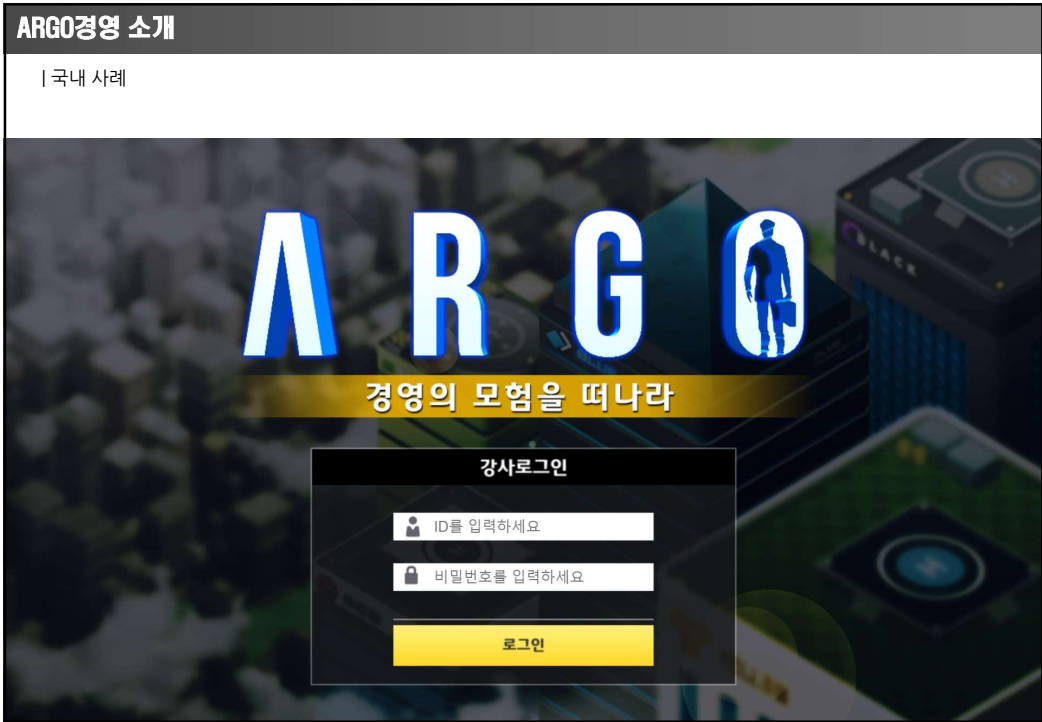 ARGO경영 소개
| 국내 사례
ARGO
BLACK
경영의 모험을 떠나라
강사로그인
ID를 입력하세요
비밀번호를 입력하세요
로그인